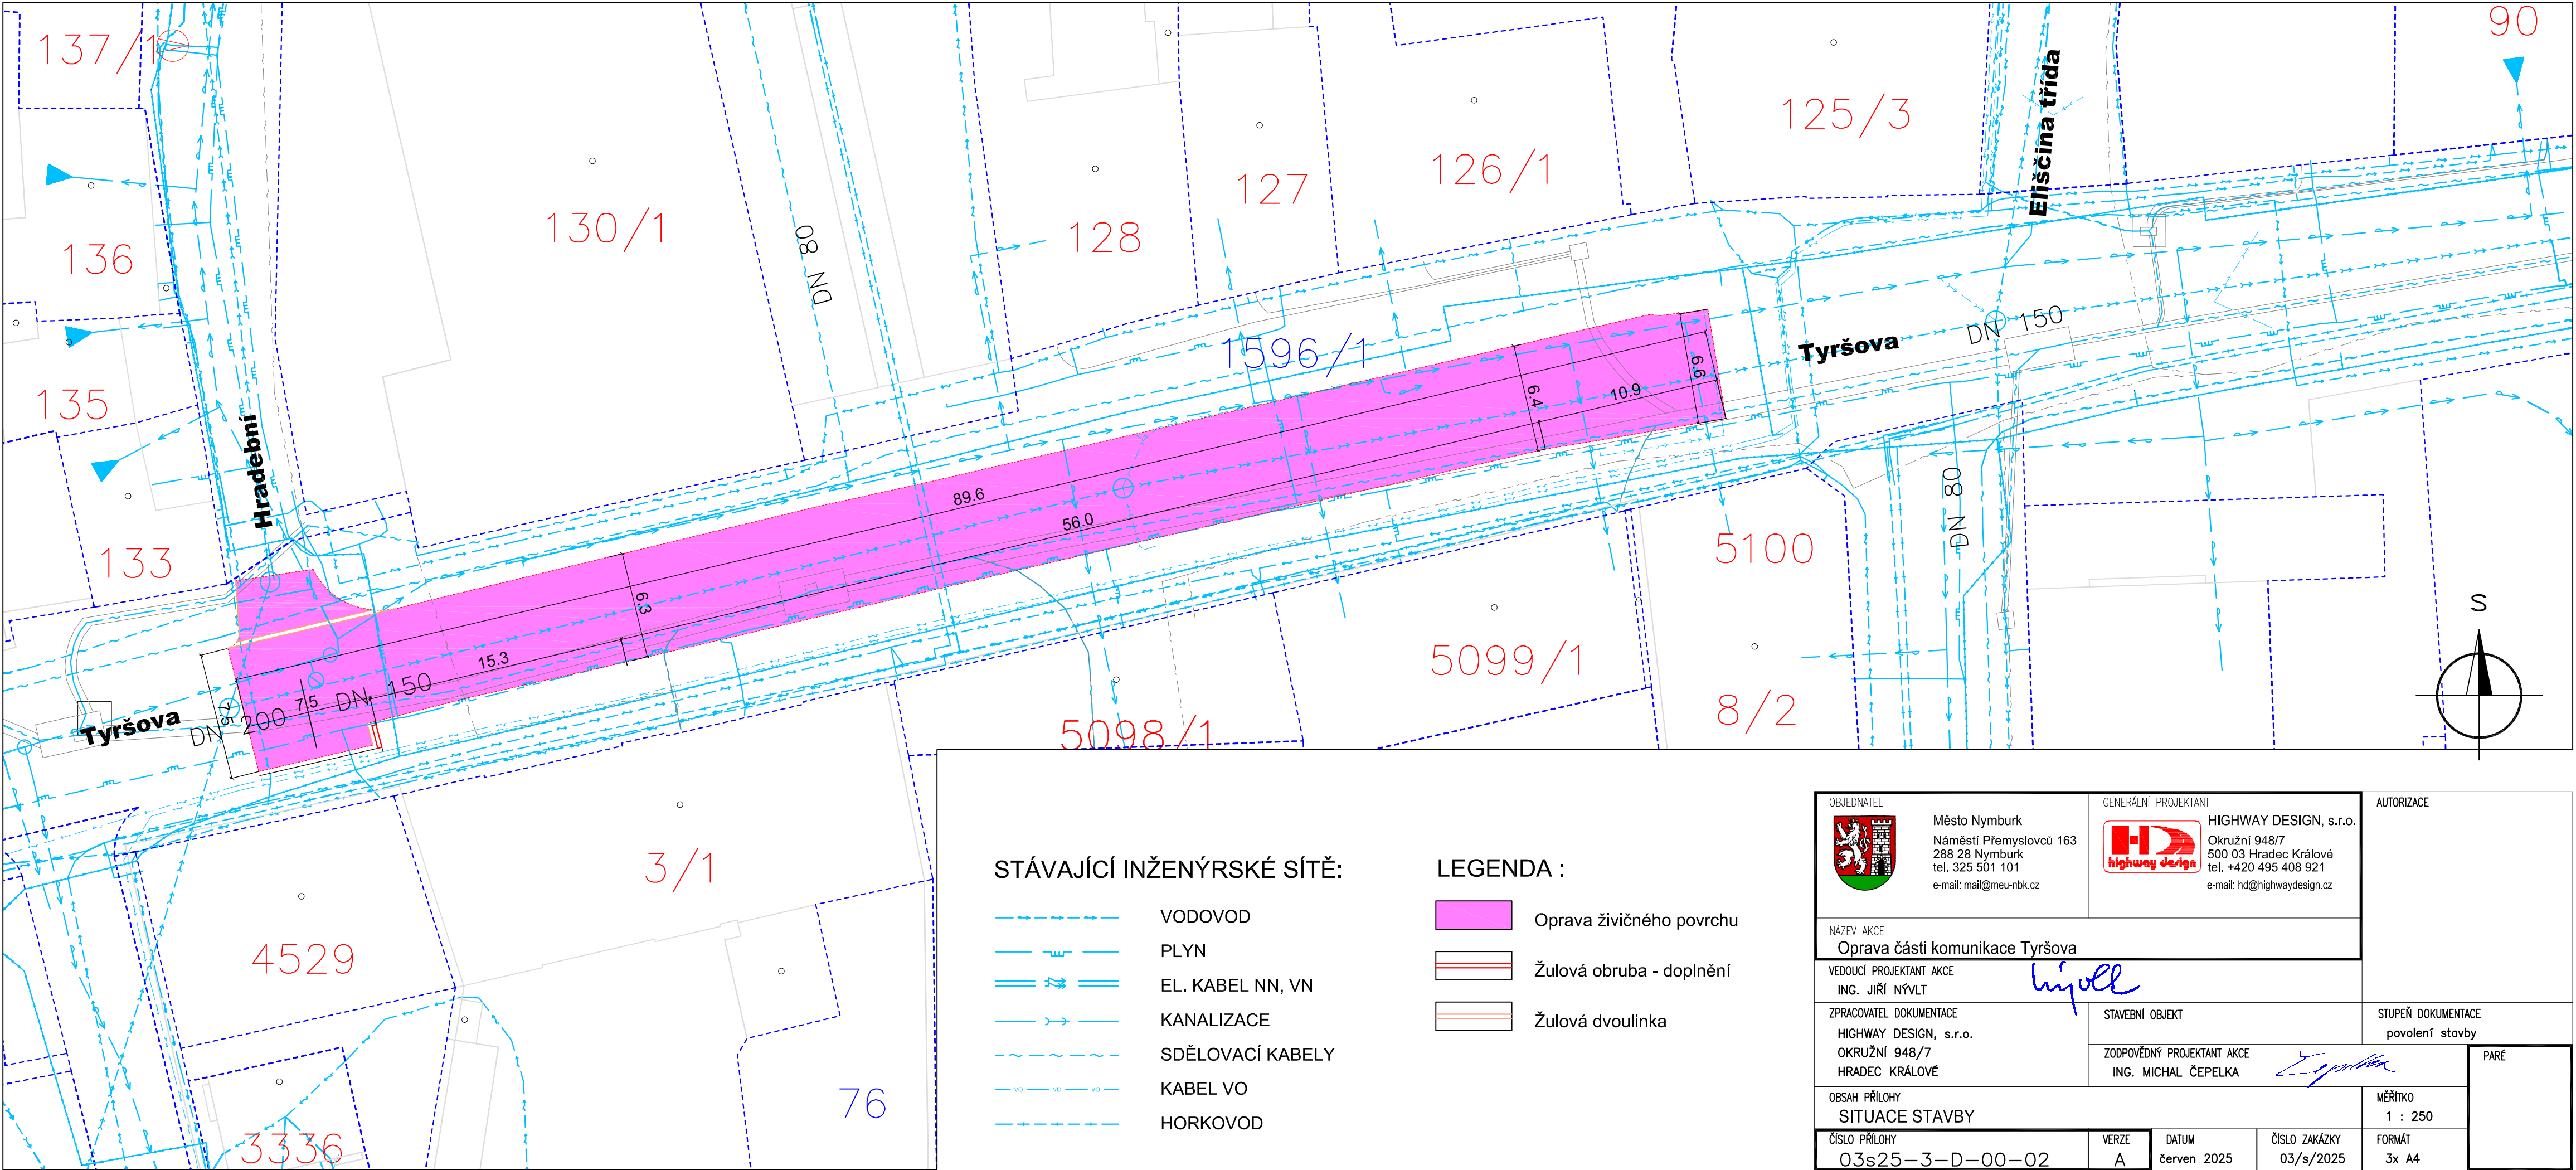 137/1
90
Eliščina třída
125/3
126/1
127
128
130/1
DN 80
136
135
133
Hradební
1596/1
Tyršova
DN 150
6.6
6.4
10.9
89.6
56.0
6.3
15.3
7.5
7.5
DN 150
DN 200
Tyršova
DN 80
5100
5099/1
8/2
5098/1
S
3/1
4529
3336
76
STÁVAJÍCÍ INŽENÝRSKÉ SÍTĚ:
VODOVOD
PLYN
EL. KABEL NN, VN
KANALIZACE
SDĚLOVACÍ KABELY
VO VO VO
KABEL VO
HORKOVOD
LEGENDA :
Oprava živičného povrchu
Žulová obruba - doplnění
Žulová dvoulinka
OBJEDNATEL
Město Nymburk
Náměstí Přemyslovců 163
288 28 Nymburk
tel. 325 501 101
e-mail: mail@meu-nbk.cz
GENERÁLNÍ PROJEKTANT
highway design
HIGHWAY DESIGN, s.r.o.
Okružní 948/7
500 03 Hradec Králové
tel. +420 495 408 921
e-mail: hd@highwaydesign.cz
AUTORIZACE
NÁZEV AKCE
Oprava části komunikace Tyršova
VEDOUCÍ PROJEKTANT AKCE
ING. JIŘÍ NÝVLT
ZPRACOVATEL DOKUMENTACE
HIGHWAY DESIGN, s.r.o.
OKRUŽNÍ 948/7
HRADEC KRÁLOVÉ
STAVEBNÍ OBJEKT
STUPEŇ DOKUMENTACE
povolení stavby
ZODPOVĚDNÝ PROJEKTANT AKCE
ING. MICHAL ČEPELKA
PARÉ
OBSAH PŘÍLOHY
SITUACE STAVBY
MĚŘÍTKO
1 : 250
ČÍSLO PŘÍLOHY
03s25-3-D-00-02
VERZE
A
DATUM
červen 2025
ČÍSLO ZAKÁZKY
03/s/2025
FORMÁT
3x A4